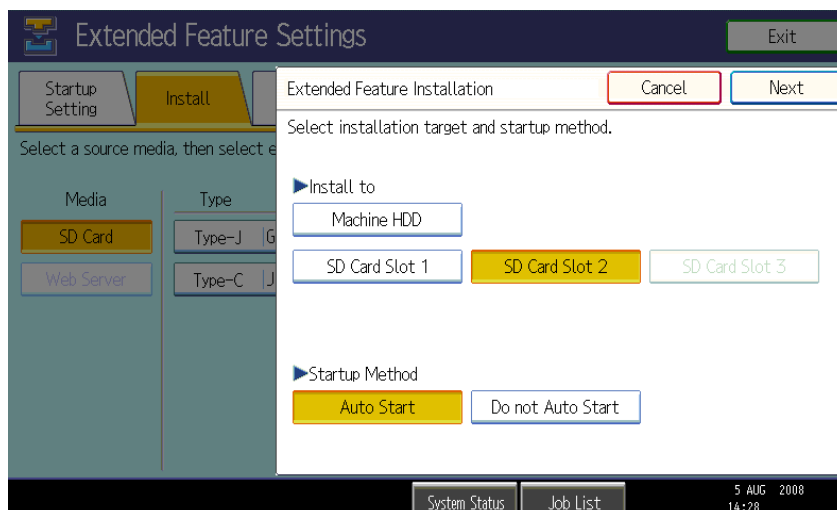 Extended Feature Settings
Exit
Startup
Setting
Install
Select a source media, then select e
Media
Type
SD Card
Type-J |G
Web Server
Type-C |J
Extended Feature Installation
Cancel
Next
Select installation target and startup method.
▶Install to
Machine HDD
SD Card Slot 1
SD Card Slot 2
SD Card Slot 3
▶Startup Method
Auto Start
Do not Auto Start
System Status
Job List
5 AUG 2008
14:28